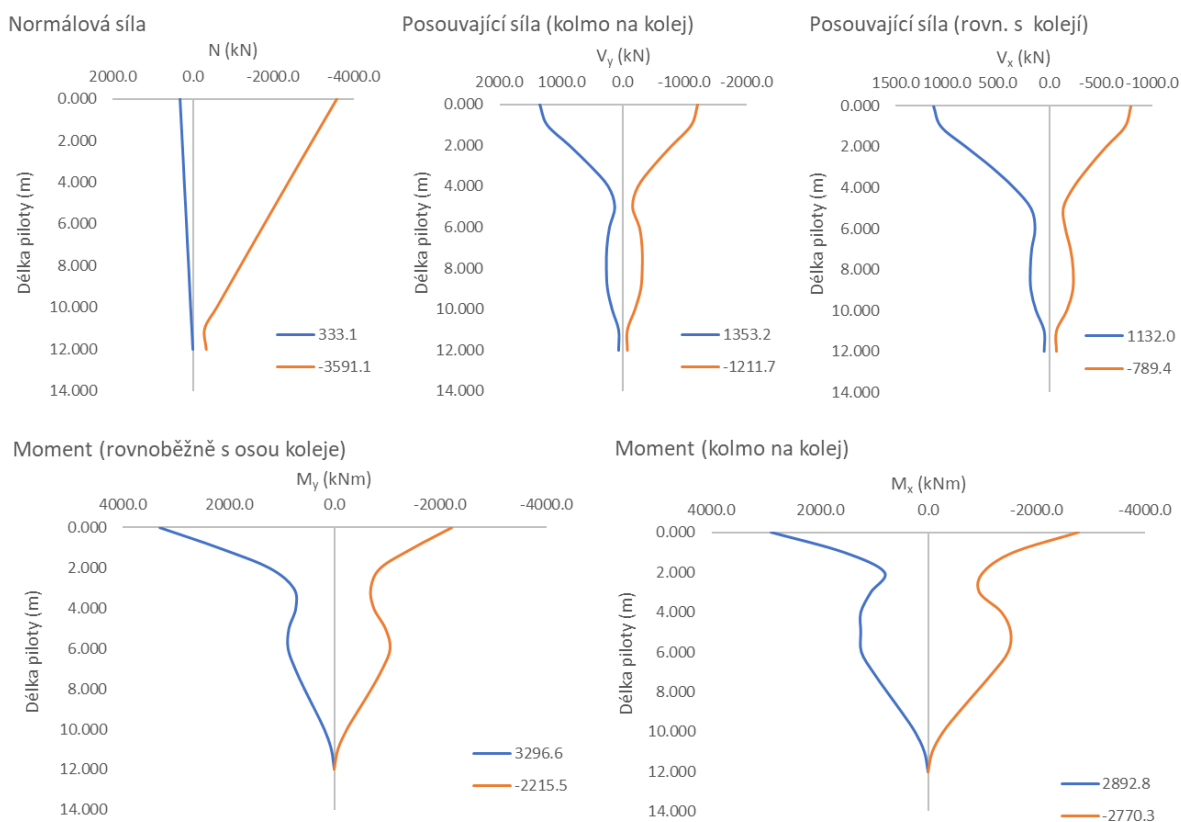 Normálová síla
N (kN)
2000.0 0.0 -2000.0 -4000.0
0.000
2.000
4.000
6.000
8.000
10.000
12.000
14.000
Délka piloty (m)
333.1
-3591.1
Posouvající síla (kolmo na kolej)
Vy (kN)
2000.0 1000.0 0.0 -1000.0 -2000.0
0.000
2.000
4.000
6.000
8.000
10.000
12.000
14.000
Délka piloty (m)
1353.2
-1211.7
Posouvající síla (rovn. s kolejí)
Vx (kN)
1500.0 1000.0 500.0 0.0 -500.0 -1000.0
0.000
2.000
4.000
6.000
8.000
10.000
12.000
14.000
Délka piloty (m)
1132.0
-789.4
Moment (rovnoběžně s osou koleje)
My (kNm)
4000.0 2000.0 0.0 -2000.0 -4000.0
0.000
2.000
4.000
6.000
8.000
10.000
12.000
14.000
Délka piloty (m)
3296.6
-2215.5
Moment (kolmo na kolej)
Mx (kNm)
4000.0 2000.0 0.0 -2000.0 -4000.0
0.000
2.000
4.000
6.000
8.000
10.000
12.000
14.000
Délka piloty (m)
2892.8
-2770.3